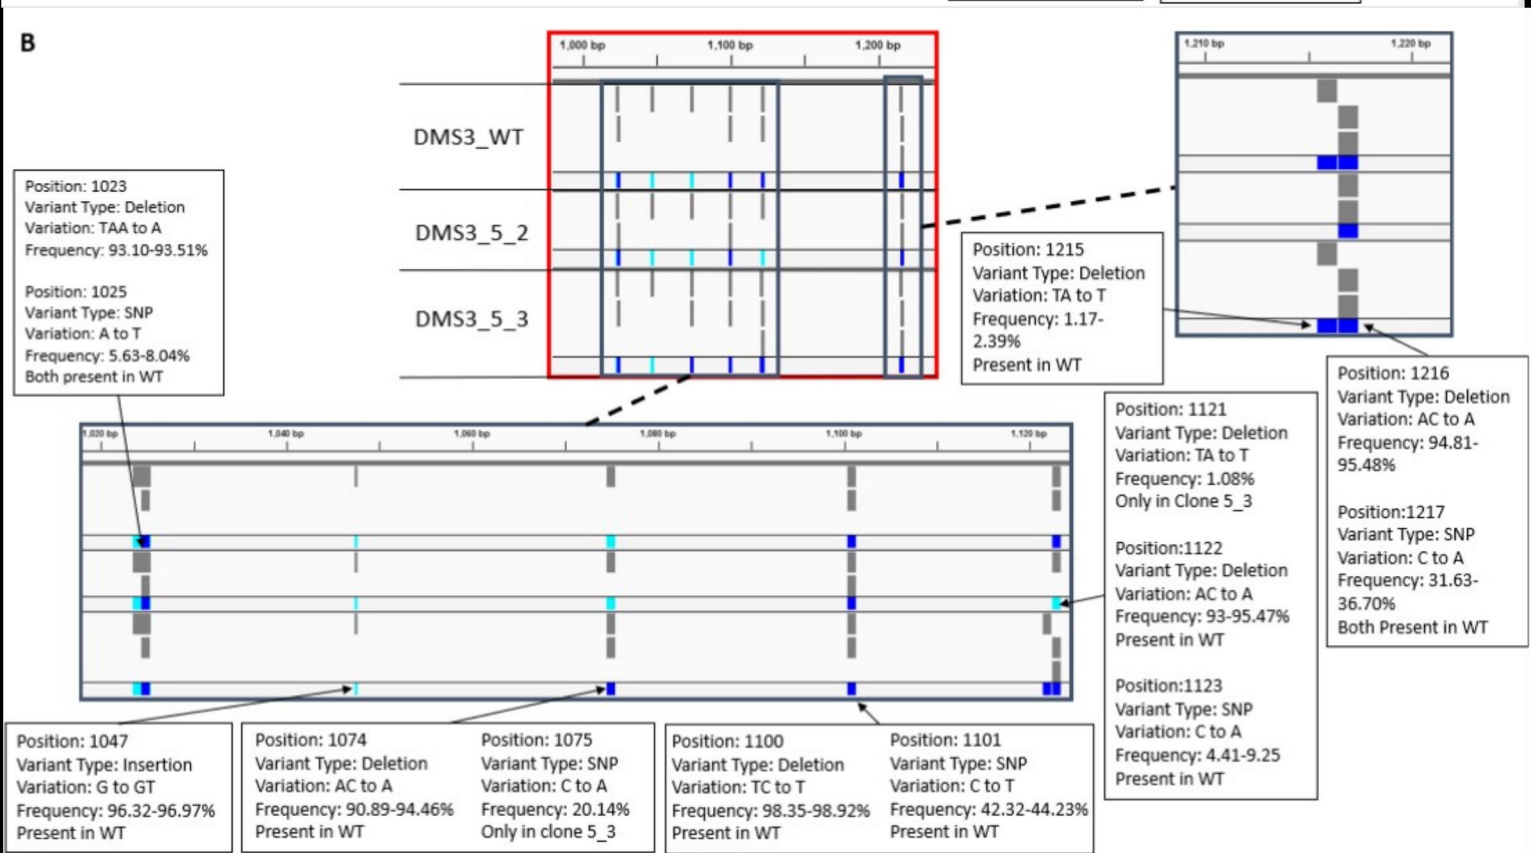 B
1,000 bp 1,100 bp 1,200 bp
1,210 bp 1,220 bp
DMS3_WT
DMS3_5_2
DMS3_5_3
Position: 1023
Variant Type: Deletion
Variation: TAA to A
Frequency: 93.10-93.51%
Position: 1025
Variant Type: SNP
Variation: A to T
Frequency: 5.63-8.04%
Both present in WT
Position: 1215
Variant Type: Deletion
Variation: TA to T
Frequency: 1.17-
2.39%
Present in WT
Position: 1216
Variant Type: Deletion
Variation: AC to A
Frequency: 94.81-
95.48%
Position:1217
Variant Type: SNP
Variation: C to A
Frequency: 31.63-
36.70%
Both Present in WT
1,020 bp 1,040 bp 1,060 bp 1,080 bp 1,100 bp 1,120 bp
Position: 1121
Variant Type: Deletion
Variation: TA to T
Frequency: 1.08%
Only in Clone 5_3
Position:1122
Variant Type: Deletion
Variation: AC to A
Frequency: 93-95.47%
Present in WT
Position:1123
Variant Type: SNP
Variation: C to A
Frequency: 4.41-9.25
Present in WT
Position: 1047
Variant Type: Insertion
Variation: G to GT
Frequency: 96.32-96.97%
Present in WT
Position: 1074
Variant Type: Deletion
Variation: AC to A
Frequency: 90.89-94.46%
Present in WT
Position: 1075
Variant Type: SNP
Variation: C to A
Frequency: 20.14%
Only in clone 5_3
Position: 1100
Variant Type: Deletion
Variation: TC to T
Frequency: 98.35-98.92%
Present in WT
Position: 1101
Variant Type: SNP
Variation: C to T
Frequency: 42.32-44.23%
Present in WT